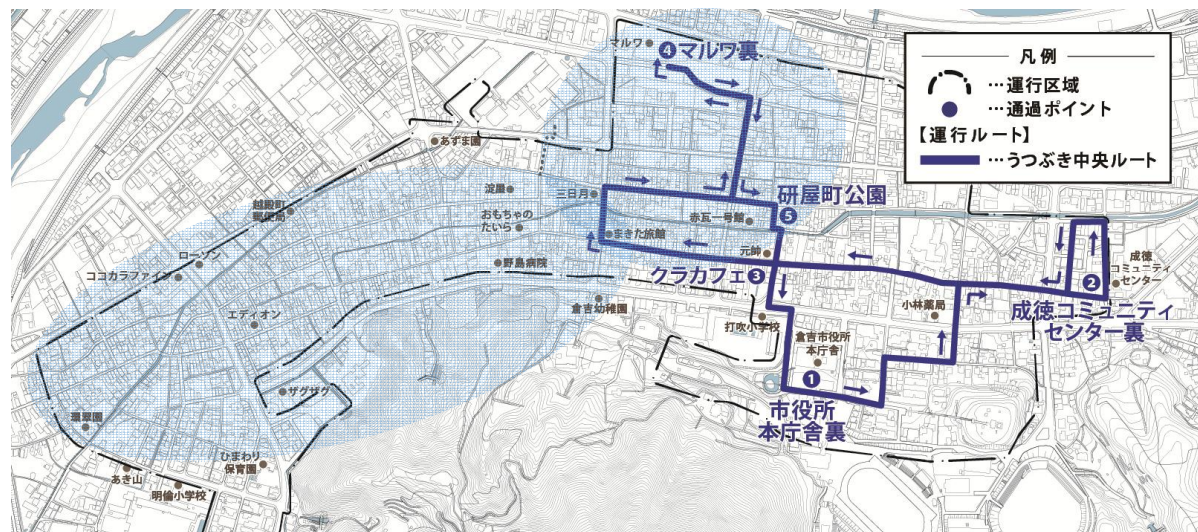 マルワ
❹マルワ裏
凡例
…運行区域
…通過ポイント
【運行ルート】
…うつぶき中央ルート
あずま園
淀屋
三日月
越殿町
郵便局
おもちゃの
たいら
まきた旅館
赤瓦一号館
研屋町公園
❺
ローソン
ココカラファイン
野島病院
元帥
クラカフェ❸
エディオン
倉吉幼稚園
打吹小学校
小林薬局
成徳
コミュニティ
センター
❷
成徳コミュニティ
センター裏
倉吉市役所
本庁舎
❶
市役所
本庁舎裏
ザグザグ
環翠園
ひまわり
保育園
あき山
明倫小学校